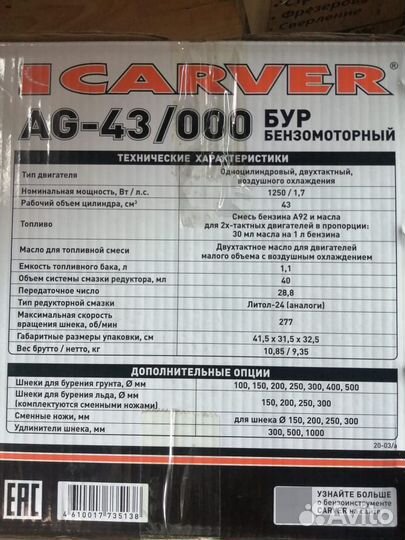 CARVER®
AG-43/000 БУР БЕНЗОМОТОРНЫЙ
ТЕХНИЧЕСКИЕ ХАРАКТЕРИСТИКИ
Тип двигателя Одноцилиндровый, двухтактный, воздушного охлаждения
Номинальная мощность, Вт / л.с. 1250 / 1,7
Рабочий объем цилиндра, см³ 43
Топливо Смесь бензина А92 и масла для 2х-тактных двигателей в пропорции: 30 мл масла на 1 л бензина
Масло для топливной смеси Двухтактное масло для двигателей малого объема с воздушным охлаждением
Емкость топливного бака, л 1,1
Объем системы смазки редуктора, мл 40
Передаточное число 28,8
Тип редукторной смазки Литол-24 (аналоги)
Максимальная скорость вращения шнека, об/мин 277
Габаритные размеры упаковки, см 41,5 x 31,5 x 32,5
Вес брутто / нетто, кг 10,85 / 9,35
ДОПОЛНИТЕЛЬНЫЕ ОПЦИИ
Шнеки для бурения грунта, Ø мм 100, 150, 200, 250, 300, 400, 500
Шнеки для бурения льда, Ø мм (комплектуются сменными ножами) 150, 200, 250, 300
Сменные ножи, мм для шнека Ø 150, 200, 250, 300
Удлинители шнека, мм 300, 500, 1000
20-03/а
EAC
4 610017 735138
УЗНАЙТЕ БОЛЬШЕ
о бензоинструменте
CARVER на
Avito